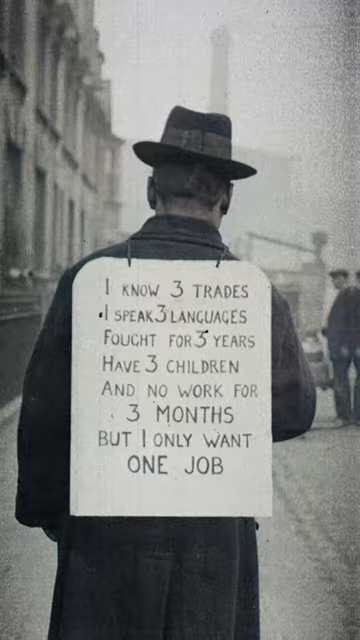 I KNOW 3 TRADES
I SPEAK 3 LANGUAGES
FOUGHT FOR 3 YEARS
HAVE 3 CHILDREN
AND NO WORK FOR
3 MONTHS
BUT I ONLY WANT
ONE JOB